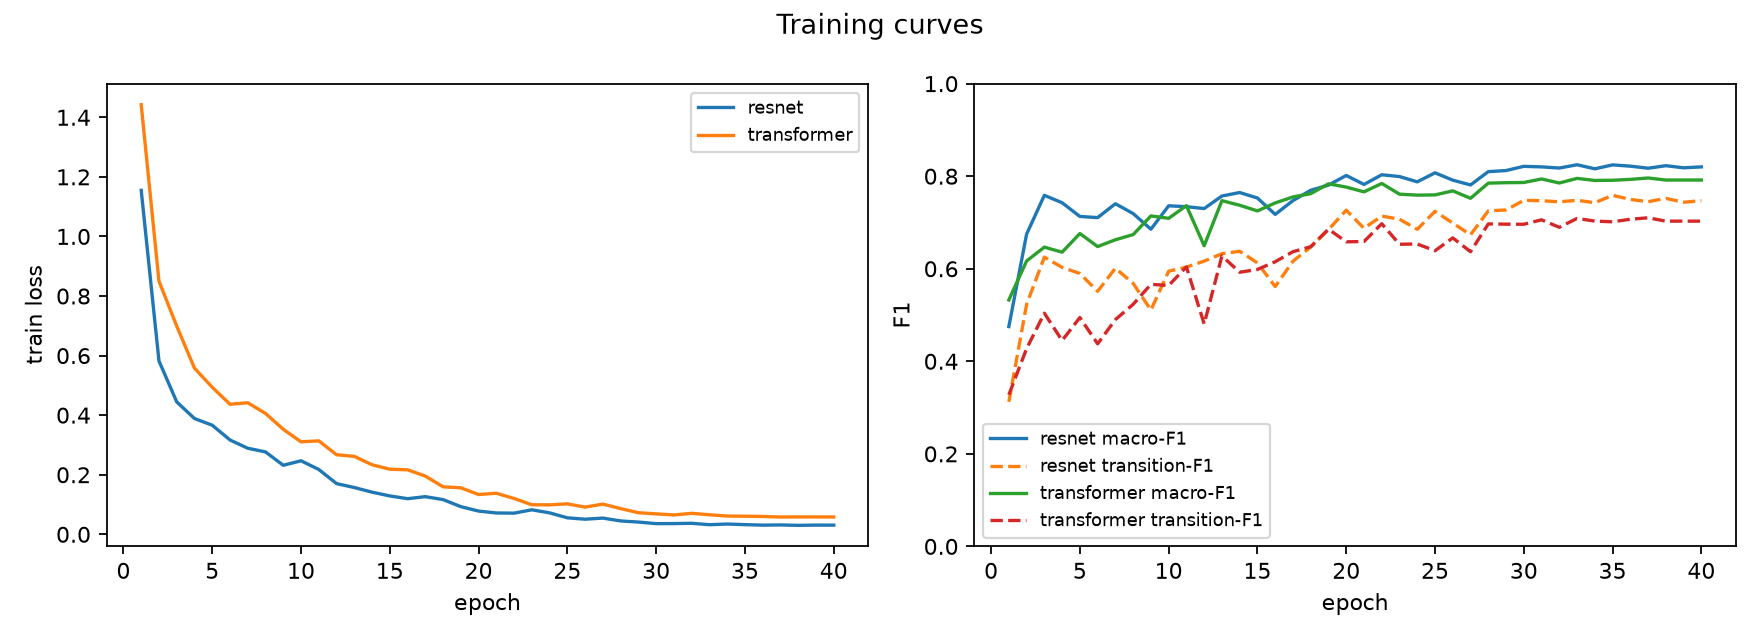 Training curves
train loss
1.4
1.2
1.0
0.8
0.6
0.4
0.2
0.0
0 5 10 15 20 25 30 35 40
epoch
resnet
transformer
F1
1.0
0.8
0.6
0.4
0.2
0.0
0 5 10 15 20 25 30 35 40
epoch
resnet macro-F1
resnet transition-F1
transformer macro-F1
transformer transition-F1